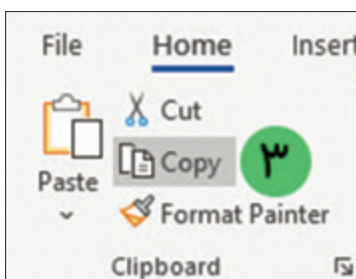 File Home Insert
Cut
Copy ٣
Paste
Format Painter
Clipboard